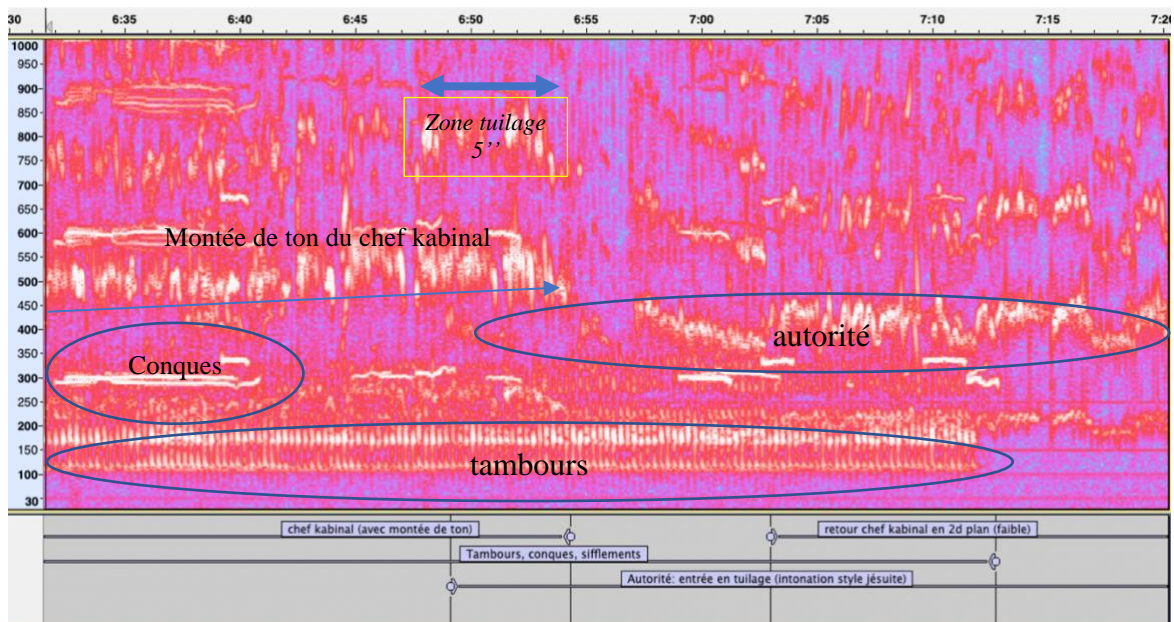 30 6:35 6:40 6:45 6:50 6:55 7:00 7:05 7:10 7:15 7:20
1000
950
900
850
800
750
700
650
600
550
500
450
400
350
300
250
200
150
100
30
Zone tuilage
5’’
Montée de ton du chef kabinal
autorité
Conques
tambours
chef kabinal (avec montée de ton) retour chef kabinal en 2d plan (faible)
Tambours, conques, sifflements
Autorité: entrée en tuilage (intonation style jésuite)